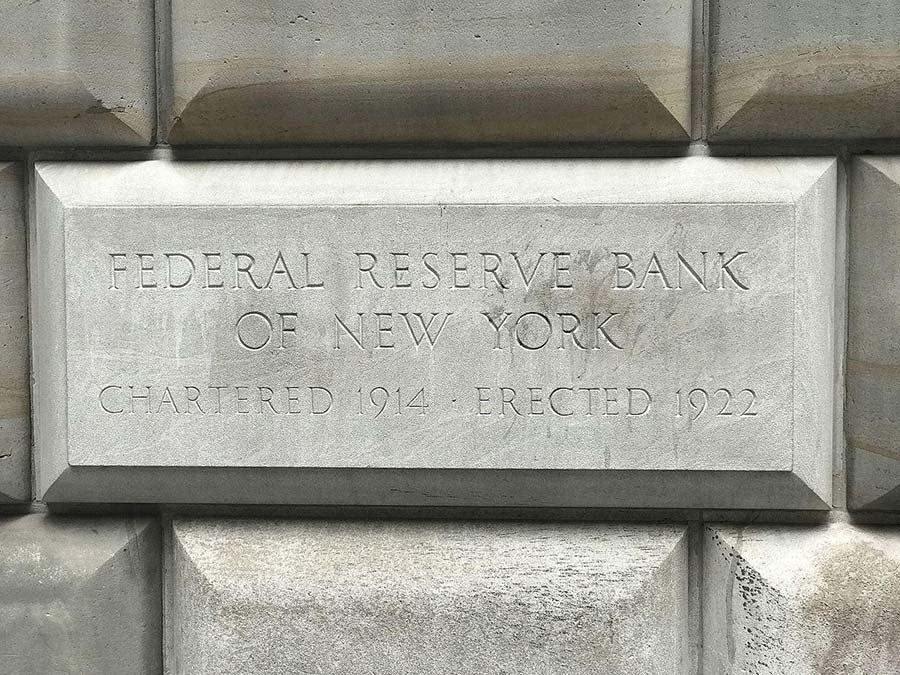 FEDERAL RESERVE BANK
OF NEW YORK
CHARTERED 1914 · ERECTED 1922